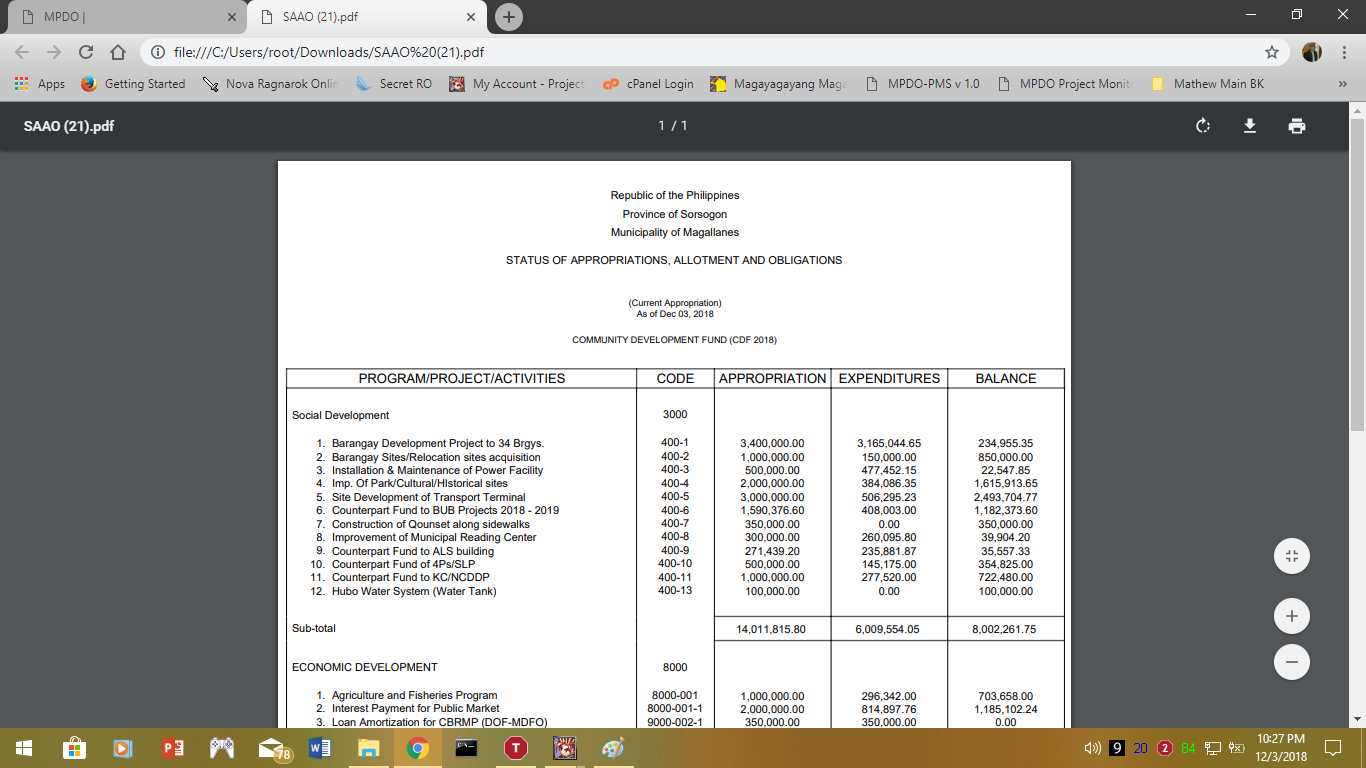 MPDO |
SAAO (21).pdf
file:///C:/Users/root/Downloads/SAAO%20(21).pdf
Apps Getting Started Nova Ragnarok Onlin Secret RO My Account - Project cPanel Login Magayagayang Maga MPDO-PMS v 1.0 MPDO Project Monit Mathew Main BK »
SAAO (21).pdf 1 / 1
Republic of the Philippines
Province of Sorsogon
Municipality of Magallanes
STATUS OF APPROPRIATIONS, ALLOTMENT AND OBLIGATIONS
(Current Appropriation)
As of Dec 03, 2018
COMMUNITY DEVELOPMENT FUND (CDF 2018)
PROGRAM/PROJECT/ACTIVITIES CODE APPROPRIATION EXPENDITURES BALANCE
Social Development 3000
1. Barangay Development Project to 34 Brgys. 400-1 3,400,000.00 3,165,044.65 234,955.35
2. Barangay Sites/Relocation sites acquisition 400-2 1,000,000.00 150,000.00 850,000.00
3. Installation & Maintenance of Power Facility 400-3 500,000.00 477,452.15 22,547.85
4. Imp. Of Park/Cultural/HIstorical sites 400-4 2,000,000.00 384,086.35 1,615,913.65
5. Site Development of Transport Terminal 400-5 3,000,000.00 506,295.23 2,493,704.77
6. Counterpart Fund to BUB Projects 2018 - 2019 400-6 1,590,376.60 408,003.00 1,182,373.60
7. Construction of Qounset along sidewalks 400-7 350,000.00 0.00 350,000.00
8. Improvement of Municipal Reading Center 400-8 300,000.00 260,095.80 39,904.20
9. Counterpart Fund to ALS building 400-9 271,439.20 235,881.87 35,557.33
10. Counterpart Fund of 4Ps/SLP 400-10 500,000.00 145,175.00 354,825.00
11. Counterpart Fund to KC/NCDDP 400-11 1,000,000.00 277,520.00 722,480.00
12. Hubo Water System (Water Tank) 400-13 100,000.00 0.00 100,000.00
Sub-total 14,011,815.80 6,009,554.05 8,002,261.75
ECONOMIC DEVELOPMENT 8000
1. Agriculture and Fisheries Program 8000-001 1,000,000.00 296,342.00 703,658.00
2. Interest Payment for Public Market 8000-001-1 2,000,000.00 814,897.76 1,185,102.24
3. Loan Amortization for CBRMP (DOF-MDFO) 9000-002-1 350,000.00 350,000.00 0.00
78 9 20 2 84 10:27 PM
12/3/2018